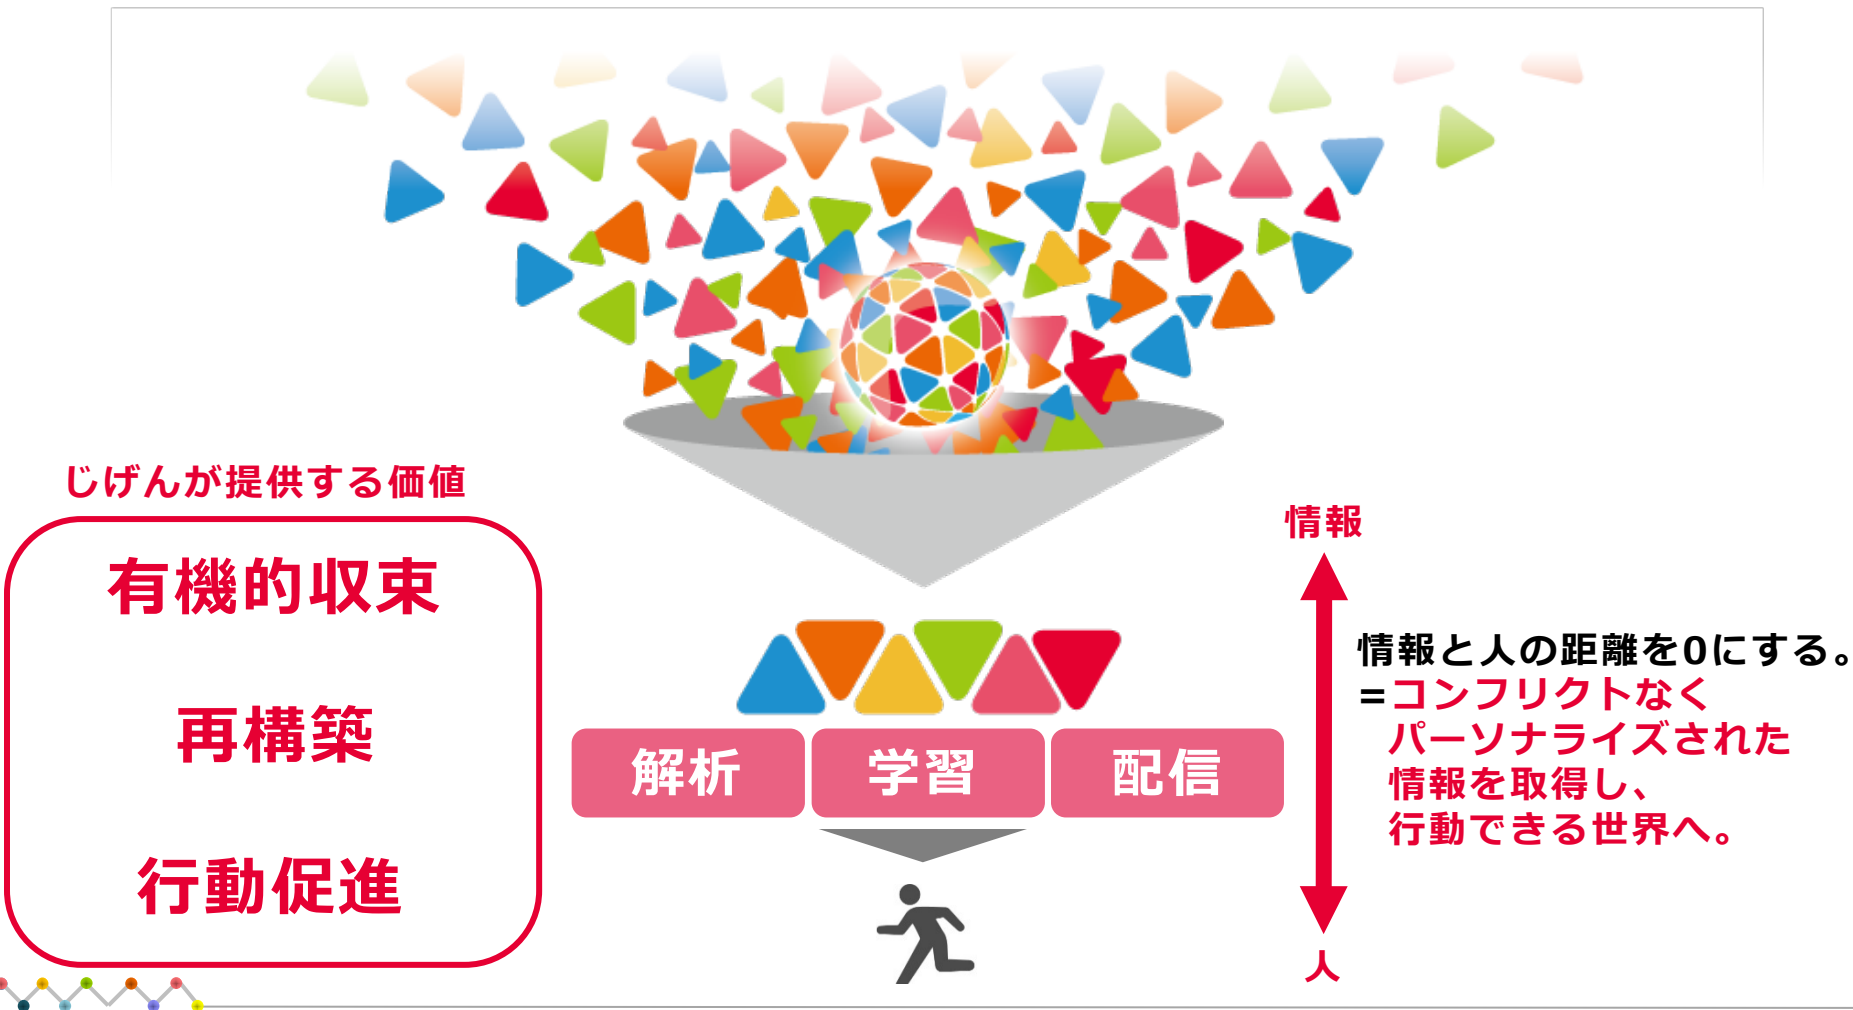 じげんが提供する価値
有機的収束
再構築
行動促進
解析
学習
配信
情報
情報と人の距離を0にする。
=コンフリクトなく
パーソナライズされた
情報を取得し、
行動できる世界へ。
人